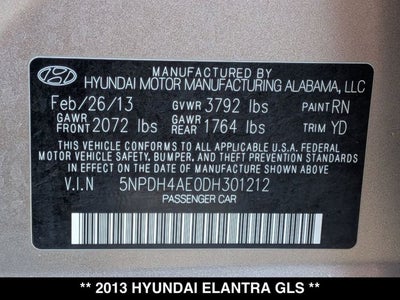 MANUFACTURED BY
HYUNDAI MOTOR MANUFACTURING ALABAMA, LLC
Feb/26/13 GVWR 3792 lbs PAINT RN
GAWR FRONT 2072 lbs GAWR REAR 1764 lbs TRIM YD
THIS VEHICLE CONFORMS TO ALL APPLICABLE U.S.A. FEDERAL
MOTOR VEHICLE SAFETY, BUMPER, AND THEFT PREVENTION STANDARDS
IN EFFECT ON THE DATE OF MANUFACTURE SHOWN ABOVE.
V.I.N 5NPDH4AE0DH301212
PASSENGER CAR
** 2013 HYUNDAI ELANTRA GLS **